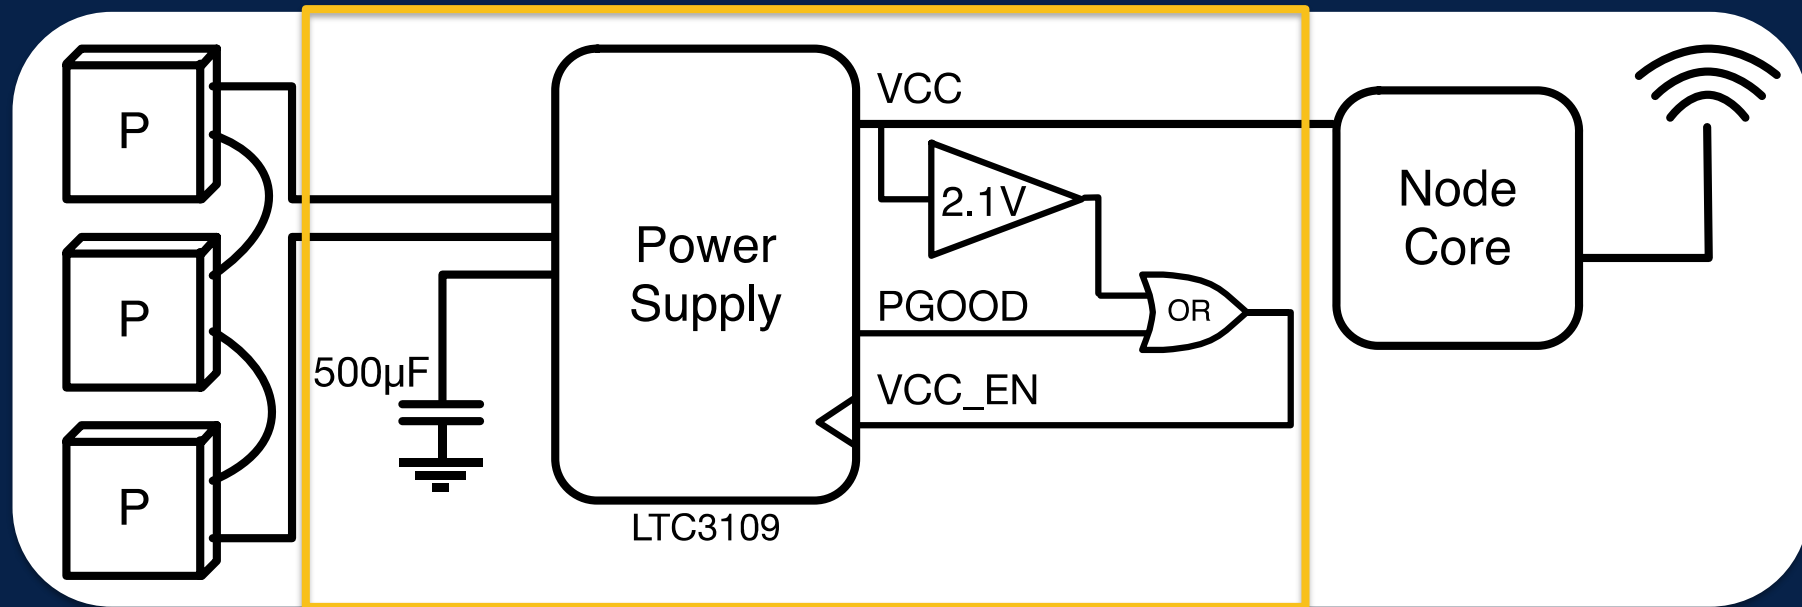 P
P
P
500µF
Power
Supply
LTC3109
VCC
2.1V
PGOOD
OR
VCC_EN
Node
Core